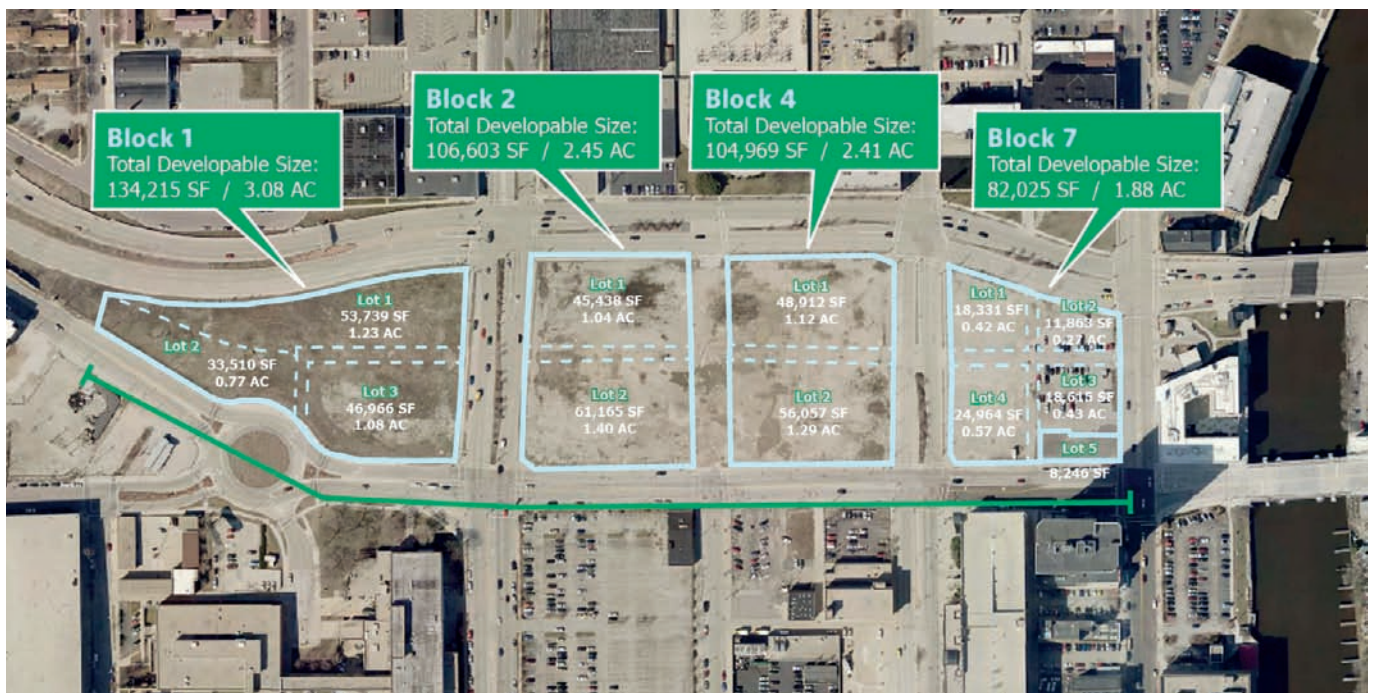 Block 1
Total Developable Size:
134,215 SF / 3.08 AC
Block 2
Total Developable Size:
106,603 SF / 2.45 AC
Block 4
Total Developable Size:
104,969 SF / 2.41 AC
Block 7
Total Developable Size:
82,025 SF / 1.88 AC
Lot 1
53,739 SF
1.23 AC
Lot 2
33,510 SF
0.77 AC
Lot 3
46,966 SF
1.08 AC
Lot 1
45,438 SF
1.04 AC
Lot 2
61,165 SF
1.40 AC
Lot 1
48,912 SF
1.12 AC
Lot 2
56,057 SF
1.29 AC
Lot 1
18,331 SF
0.42 AC
Lot 2
11,863 SF
0.27 AC
Lot 3
18,615 SF
0.43 AC
Lot 4
24,964 SF
0.57 AC
Lot 5
8,246 SF